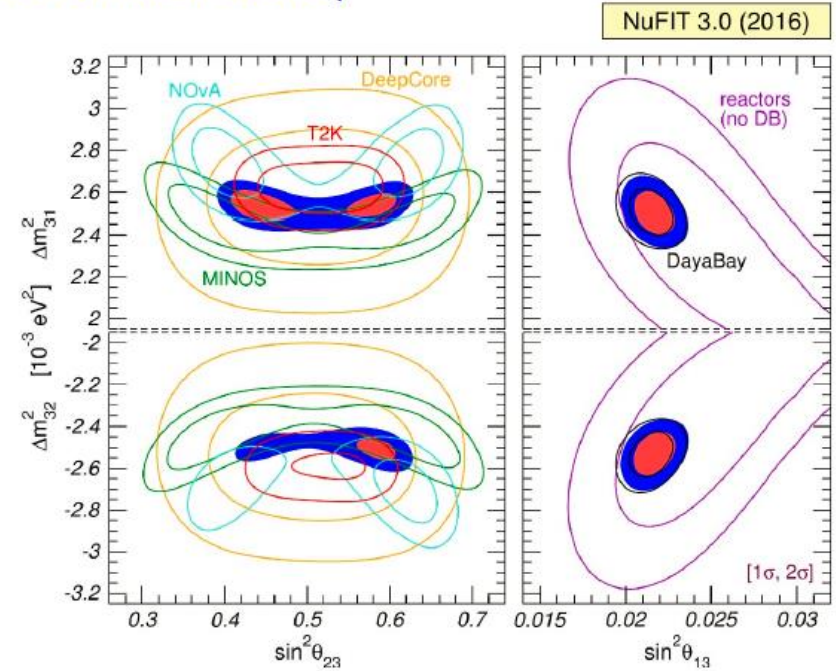 NuFIT 3.0 (2016)
NOvA
DeepCore
T2K
MINOS
reactors
(no DB)
DayaBay
[1σ, 2σ]
Δm²₃₁
[10⁻³ eV²]
Δm²₃₂
3.2
3
2.8
2.6
2.4
2.2
2
-2
-2.2
-2.4
-2.6
-2.8
-3
-3.2
0.3 0.4 0.5 0.6 0.7
0.015 0.02 0.025 0.03
sin²θ₂₃
sin²θ₁₃